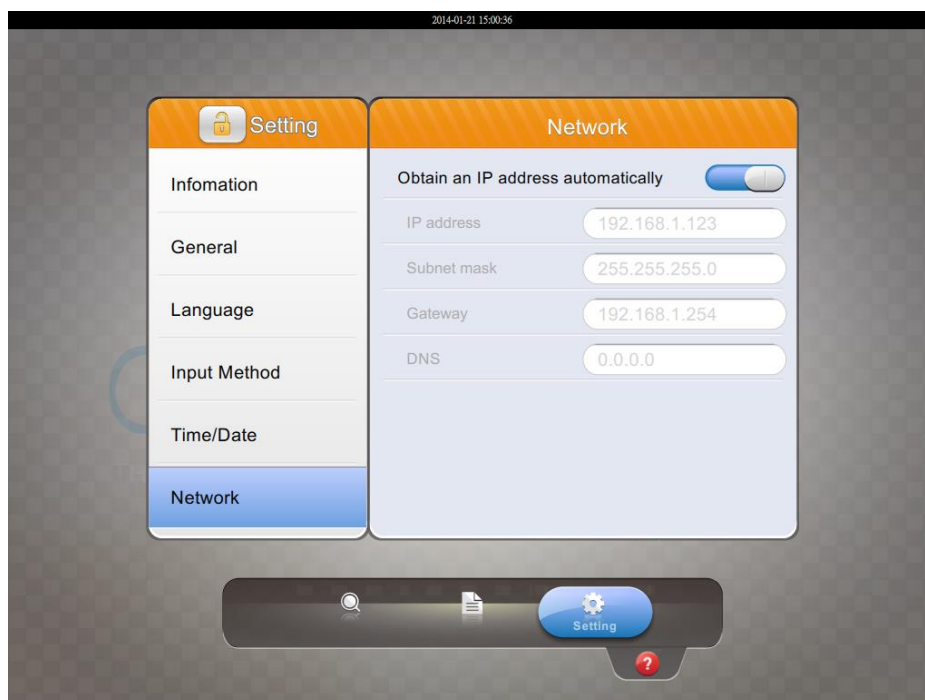 2014-01-21 15:00:36
Setting
Network
Infomation
General
Language
Input Method
Time/Date
Network
Obtain an IP address automatically
IP address 192.168.1.123
Subnet mask 255.255.255.0
Gateway 192.168.1.254
DNS 0.0.0.0
Setting
?